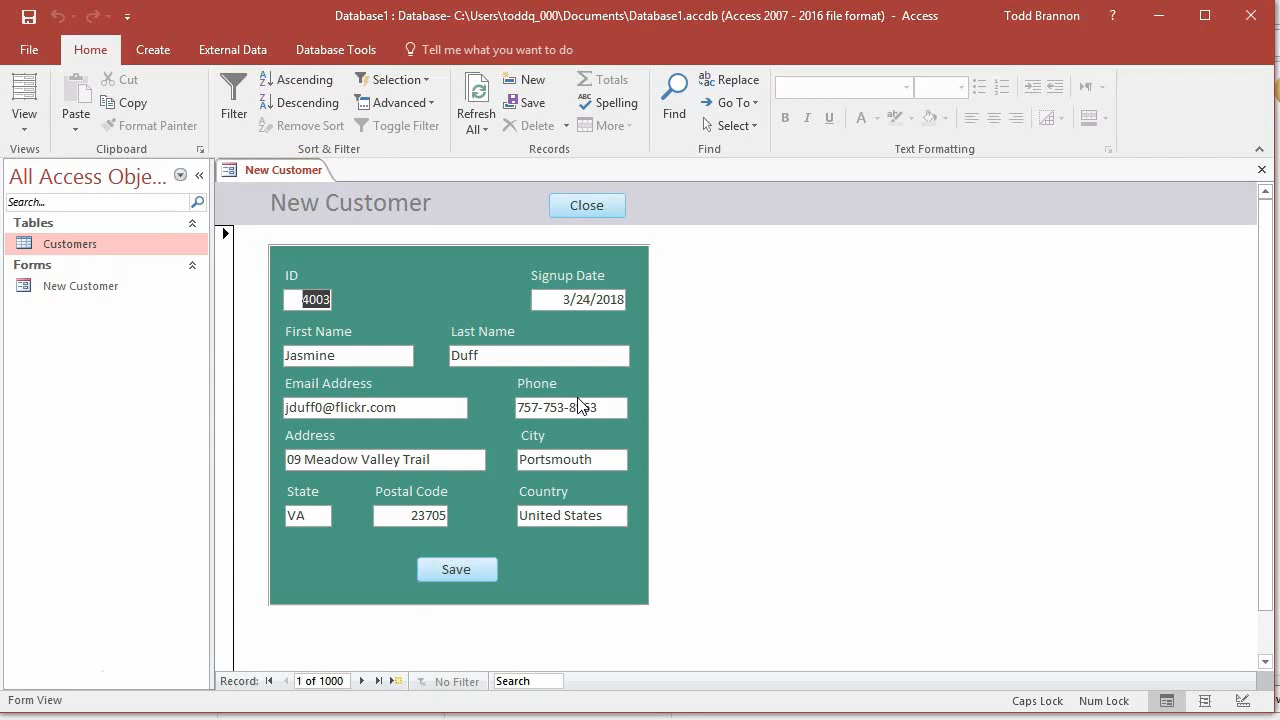 Database1 : Database- C:\Users\toddq_000\Documents\Database1.accdb (Access 2007 - 2016 file format) - Access
Todd Brannon
?
File Home Create External Data Database Tools Tell me what you want to do
View
Views
Paste
Cut
Copy
Format Painter
Clipboard
Filter
Ascending
Descending
Remove Sort
Selection
Advanced
Toggle Filter
Sort & Filter
Refresh
All
New
Save
Delete
Totals
Spelling
More
Records
Find
Replace
Go To
Select
Find
B I U A
Text Formatting
All Access Obje...
Search...
Tables
Customers
Forms
New Customer
New Customer
New Customer
Close
ID Signup Date
4003 3/24/2018
First Name Last Name
Jasmine Duff
Email Address Phone
jduff0@flickr.com
Address City
09 Meadow Valley Trail Portsmouth
State Postal Code Country
VA 23705 United States
Save
Record: 1 of 1000 No Filter Search
Form View Caps Lock Num Lock